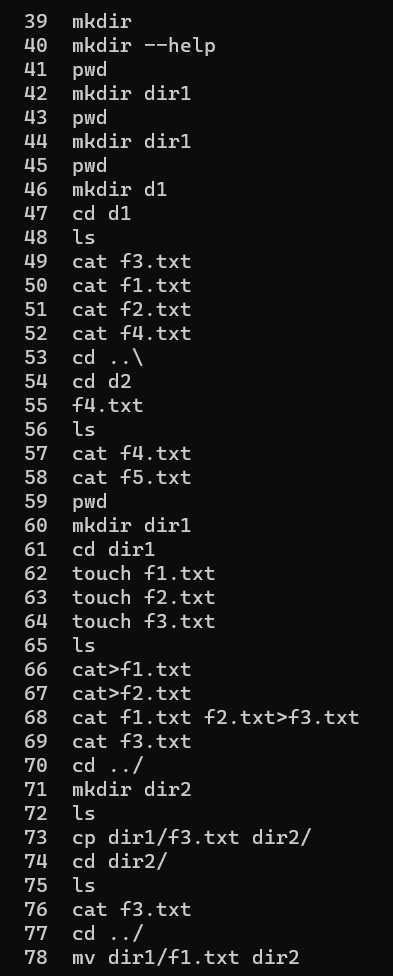 39 mkdir
40 mkdir --help
41 pwd
42 mkdir dir1
43 pwd
44 mkdir dir1
45 pwd
46 mkdir d1
47 cd d1
48 ls
49 cat f3.txt
50 cat f1.txt
51 cat f2.txt
52 cat f4.txt
53 cd ..\
54 cd d2
55 f4.txt
56 ls
57 cat f4.txt
58 cat f5.txt
59 pwd
60 mkdir dir1
61 cd dir1
62 touch f1.txt
63 touch f2.txt
64 touch f3.txt
65 ls
66 cat>f1.txt
67 cat>f2.txt
68 cat f1.txt f2.txt>f3.txt
69 cat f3.txt
70 cd ../
71 mkdir dir2
72 ls
73 cp dir1/f3.txt dir2/
74 cd dir2/
75 ls
76 cat f3.txt
77 cd ../
78 mv dir1/f1.txt dir2